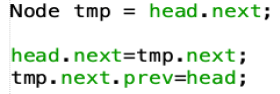 Node tmp = head.next;
head.next=tmp.next;
tmp.next.prev=head;